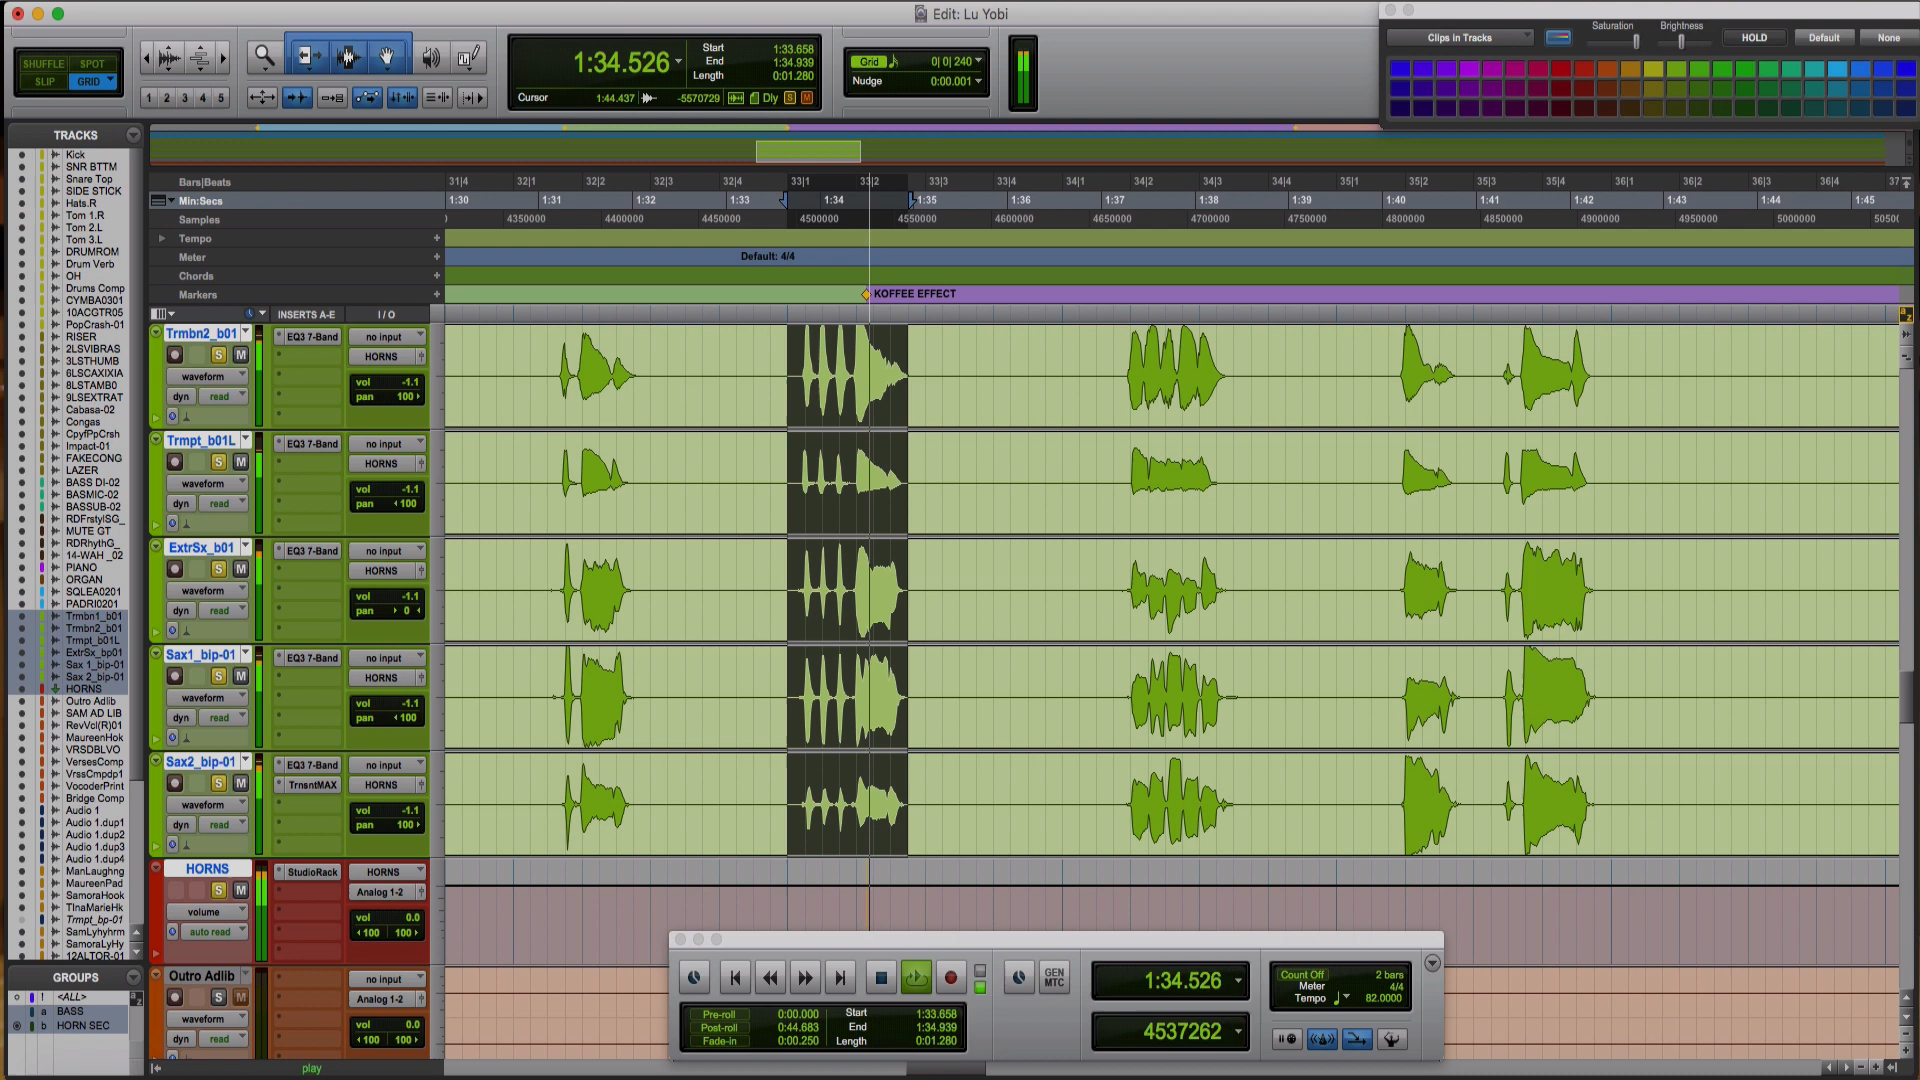 Edit: Lu Yobi
SHUFFLE SPOT
SLIP GRID
1 2 3 4 5
1:34.526
Start 1:33.658
End 1:34.939
Length 0:01.280
Cursor 1:44.437 -5570729 Dly S M
Grid 0| 0| 240
Nudge 0:00.001
Clips in Tracks
Saturation
Brightness
HOLD
Default
None
TRACKS
Kick
SNR BTTM
Snare Top
SIDE STICK
Hats.R
Tom 1.R
Tom 2.L
Tom 3.L
DRUMROM
Drum Verb
OH
Drums Comp
CYMBA0301
10ACGTR05
PopCrash-01
RISER
2LSVIBRAS
3LSTHUMB
6LSCAXIXIA
8LSTAMB0
9LSEXTRAT
Cabasa-02
Congas
CpyfPpCrsh
Impact-01
FAKECONG
LAZER
BASS DI-02
BASMIC-02
BASSUB-02
RDFrstylSG_
MUTE GT
RDRhythG_
14-WAH _02
PIANO
ORGAN
SQLEA0201
PADRI0201
Trmbn1_b01
Trmbn2_b01
Trmpt_b01L
ExtrSx_bp01
Sax 1_bip-01
Sax 2_bip-01
HORNS
Outro Adlib
SAM AD LIB
RevVcl(R)01
MaureenHok
VRSDBLVO
VersesComp
VrssCmpdp1
VocoderPrint
Bridge Comp
Audio 1
Audio 1.dup1
Audio 1.dup2
Audio 1.dup3
Audio 1.dup4
ManLaughng
MaureenPad
SamoraHook
TInaMarieHk
Trmpt_bp-01
SamLyhyhrm
SamoraLyHy
12ALTOR-01
GROUPS
! <ALL>
a BASS
b HORN SEC
Bars|Beats 31|4 32|1 32|2 32|3 32|4 33|1 33|2 33|3 33|4 34|1 34|2 34|3 34|4 35|1 35|2 35|3 35|4 36|1 36|2 36|3 36|4 37
Min:Secs 1:30 1:31 1:32 1:33 1:34 1:35 1:36 1:37 1:38 1:39 1:40 1:41 1:42 1:43 1:44 1:45
Samples 4350000 4400000 4450000 4500000 4550000 4600000 4650000 4700000 4750000 4800000 4850000 4900000 4950000 5000000 5050(
Tempo
Meter Default: 4/4
Chords
Markers KOFFEE EFFECT
INSERTS A-E I / O
Trmbn2_b01 EQ3 7-Band no input
S M HORNS
waveform vol -1.1
dyn read pan 100
Trmpt_b01L EQ3 7-Band no input
S M HORNS
waveform vol -1.1
dyn read pan 100
ExtrSx_b01 EQ3 7-Band no input
S M HORNS
waveform vol -1.1
dyn read pan 0
Sax1_bip-01 EQ3 7-Band no input
S M HORNS
waveform vol -1.1
dyn read pan 100
Sax2_bip-01 EQ3 7-Band no input
S M TrnsntMAX HORNS
waveform vol -1.1
dyn read pan 100
HORNS StudioRack HORNS
S M Analog 1-2
volume vol 0.0
auto read 100 100
Outro Adlib no input
S M Analog 1-2
waveform vol 0.0
dyn read 100 100
play
GEN
MTC
Pre-roll 0:00.000 Start 1:33.658
Post-roll 0:44.683 End 1:34.939
Fade-in 0:00.250 Length 0:01.280
1:34.526
4537262
Count Off 2 bars
Meter 4/4
Tempo 82.0000